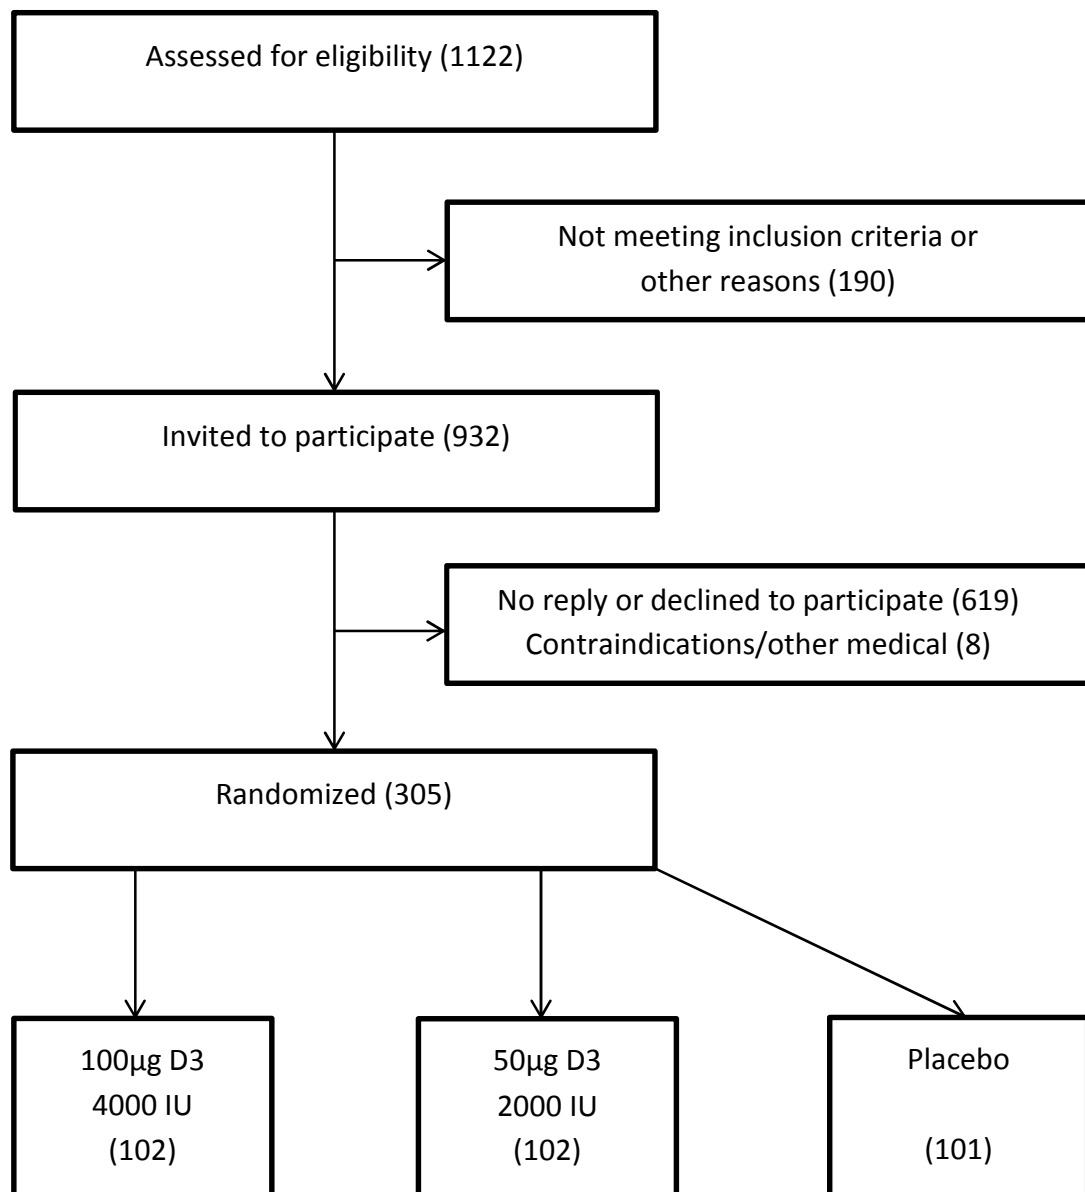 Assessed for eligibility (1122)
Not meeting inclusion criteria or
other reasons (190)
Invited to participate (932)
No reply or declined to participate (619)
Contraindications/other medical (8)
Randomized (305)
100µg D3
4000 IU
(102)
50µg D3
2000 IU
(102)
Placebo
(101)